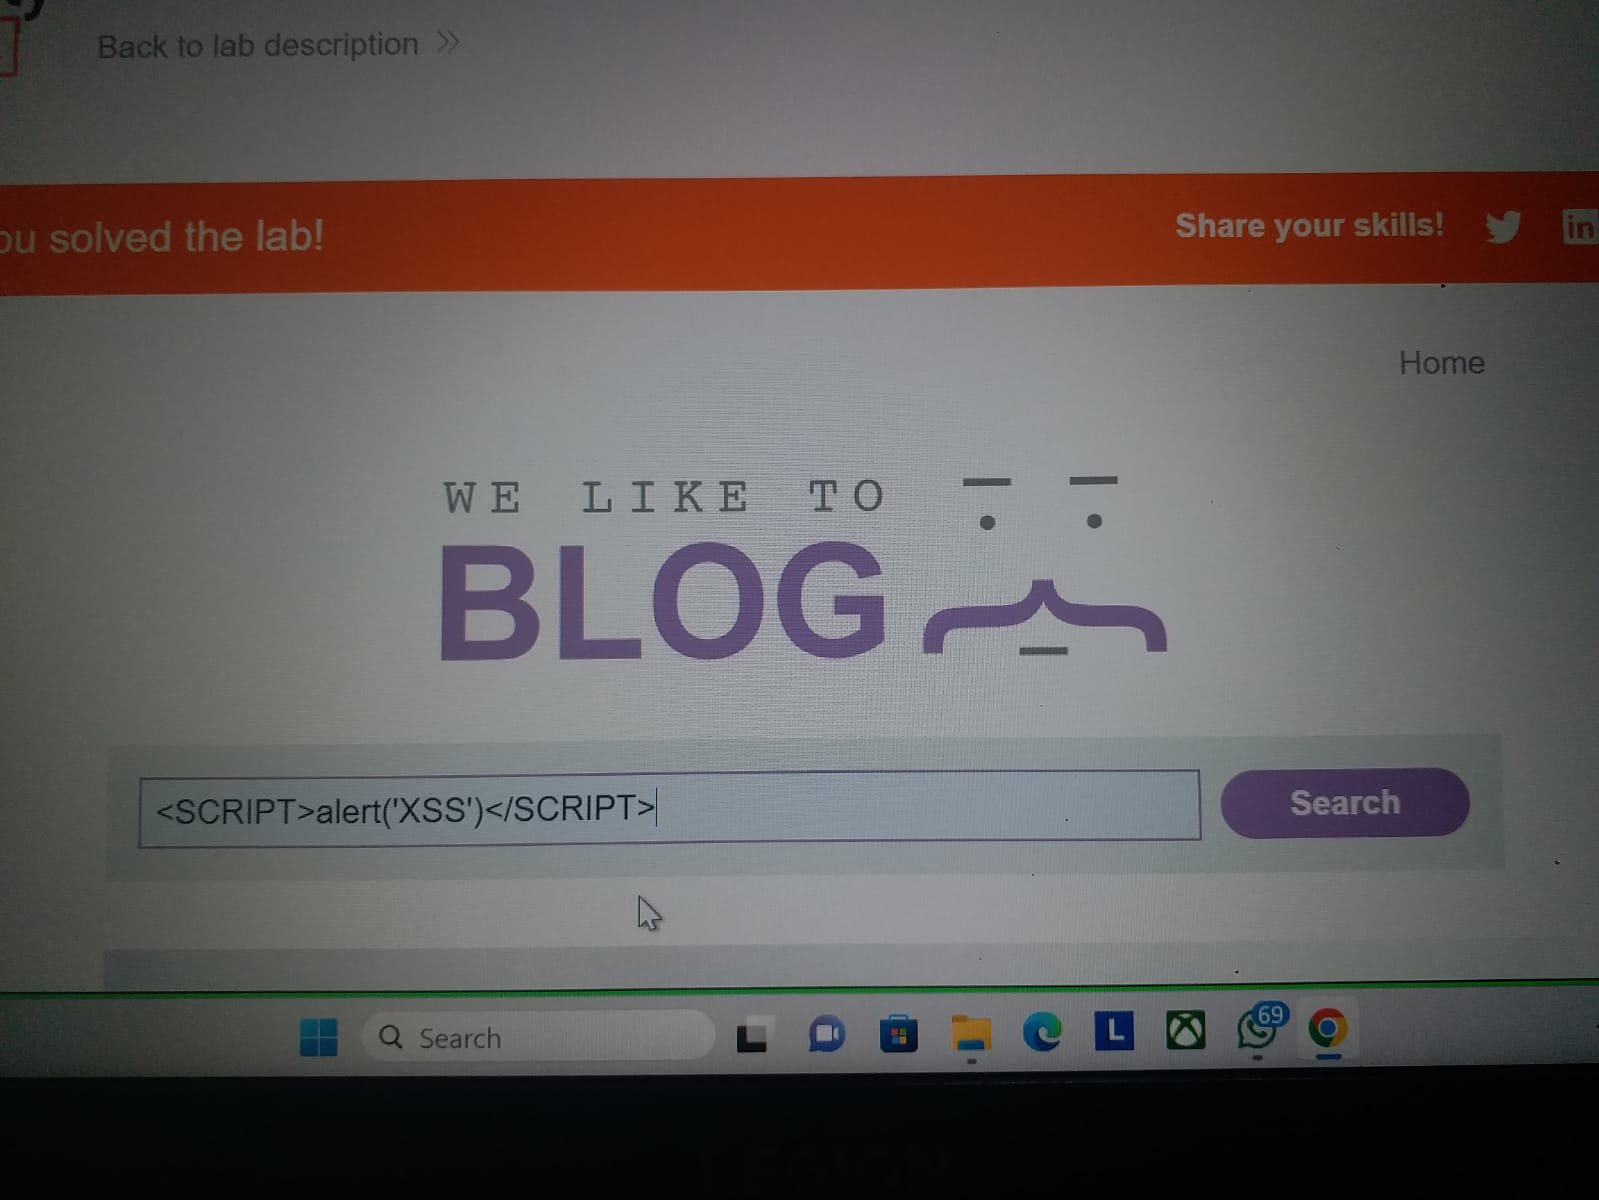 Back to lab description
ou solved the lab!
Share your skills!
in
Home
WE LIKE TO
BLOG
<SCRIPT>alert('XSS')</SCRIPT>
Search
Search
L
69